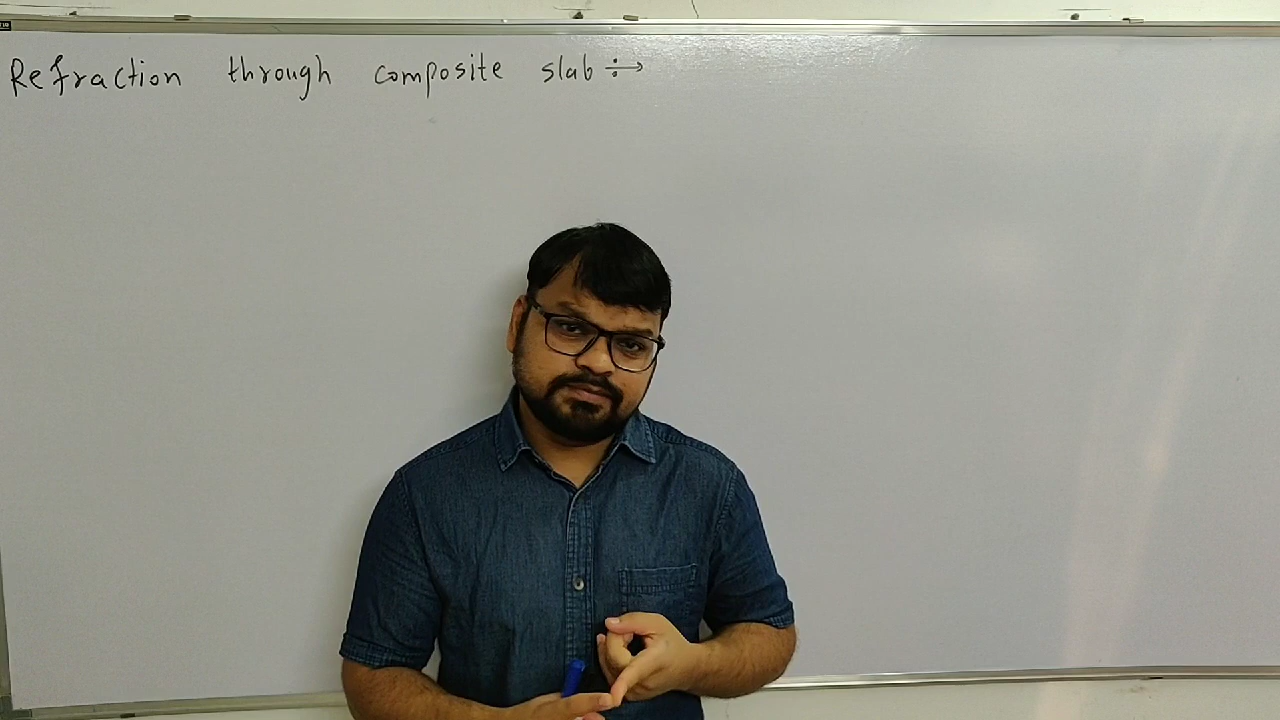 Refraction through composite slab :→